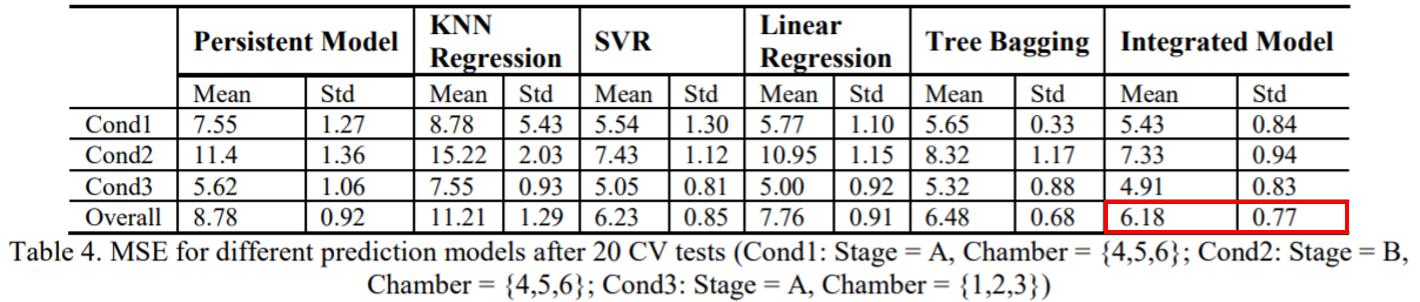 Persistent Model KNN Regression SVR Linear Regression Tree Bagging Integrated Model
Mean Std Mean Std Mean Std Mean Std Mean Std Mean Std
Cond1 7.55 1.27 8.78 5.43 5.54 1.30 5.77 1.10 5.65 0.33 5.43 0.84
Cond2 11.4 1.36 15.22 2.03 7.43 1.12 10.95 1.15 8.32 1.17 7.33 0.94
Cond3 5.62 1.06 7.55 0.93 5.05 0.81 5.00 0.92 5.32 0.88 4.91 0.83
Overall 8.78 0.92 11.21 1.29 6.23 0.85 7.76 0.91 6.48 0.68 6.18 0.77
Table 4. MSE for different prediction models after 20 CV tests (Cond1: Stage = A, Chamber = {4,5,6}; Cond2: Stage = B,
Chamber = {4,5,6}; Cond3: Stage = A, Chamber = {1,2,3})